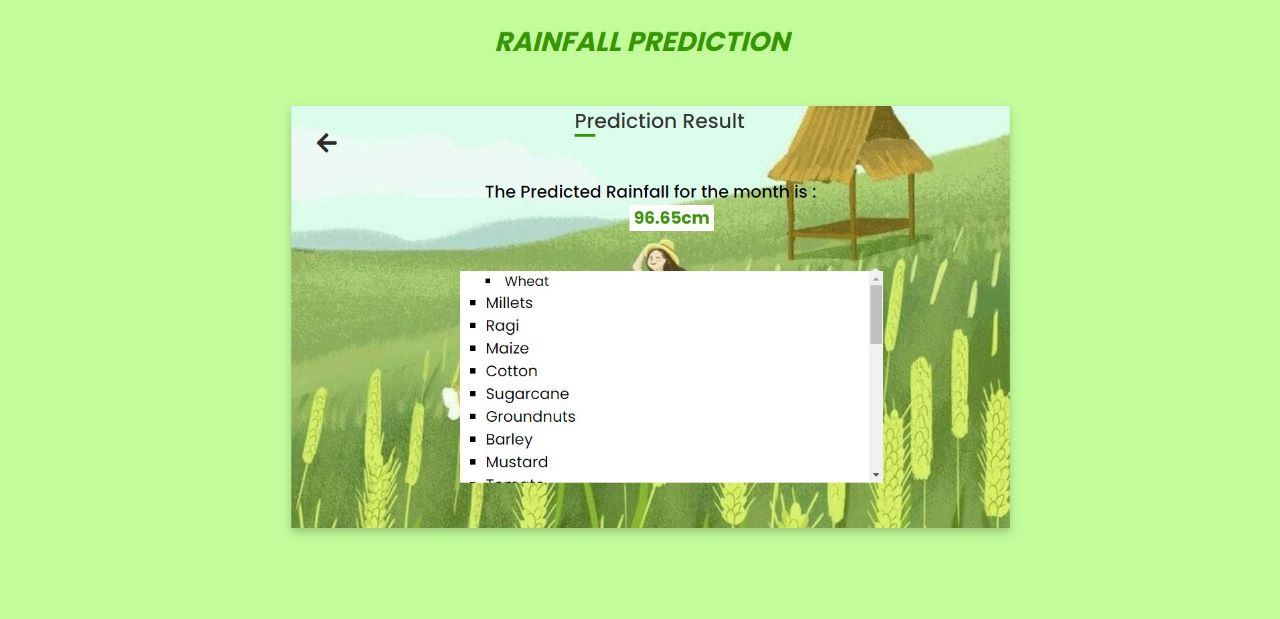 RAINFALL PREDICTION
Prediction Result
The Predicted Rainfall for the month is :
96.65cm
Wheat
Millets
Ragi
Maize
Cotton
Sugarcane
Groundnuts
Barley
Mustard
Tomato